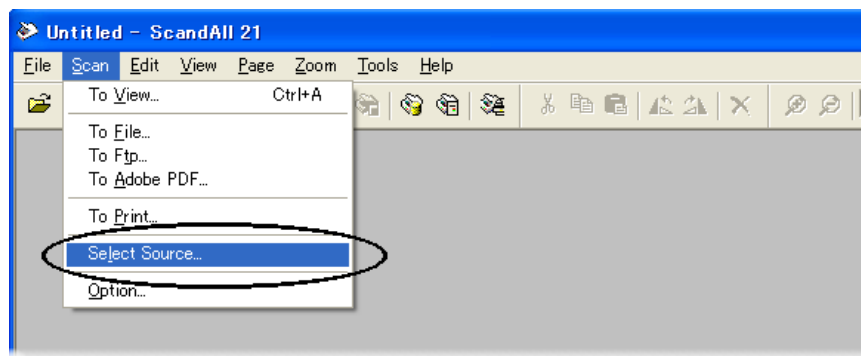 Untitled - ScandAll 21
File Scan Edit View Page Zoom Tools Help
To View... Ctrl+A
To File...
To Ftp...
To Adobe PDF...
To Print...
Select Source...
Option...